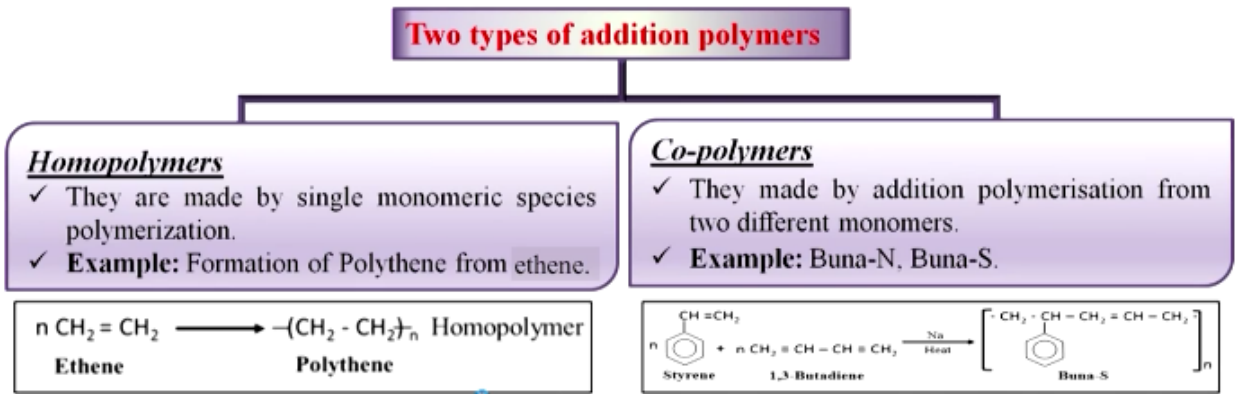 Two types of addition polymers
Homopolymers
✓ They are made by single monomeric species
polymerization.
✓ Example: Formation of Polythene from ethene.
n CH₂ = CH₂ ⟶ –(CH₂ - CH₂)–ₙ Homopolymer
Ethene Polythene
Co-polymers
✓ They made by addition polymerisation from
two different monomers.
✓ Example: Buna-N, Buna-S.
CH =CH₂
n + n CH₂ = CH – CH = CH₂ Na Heat [ - CH₂ - CH – CH₂ = CH – CH₂ - ]n
Styrene 1,3-Butadiene Buna-S